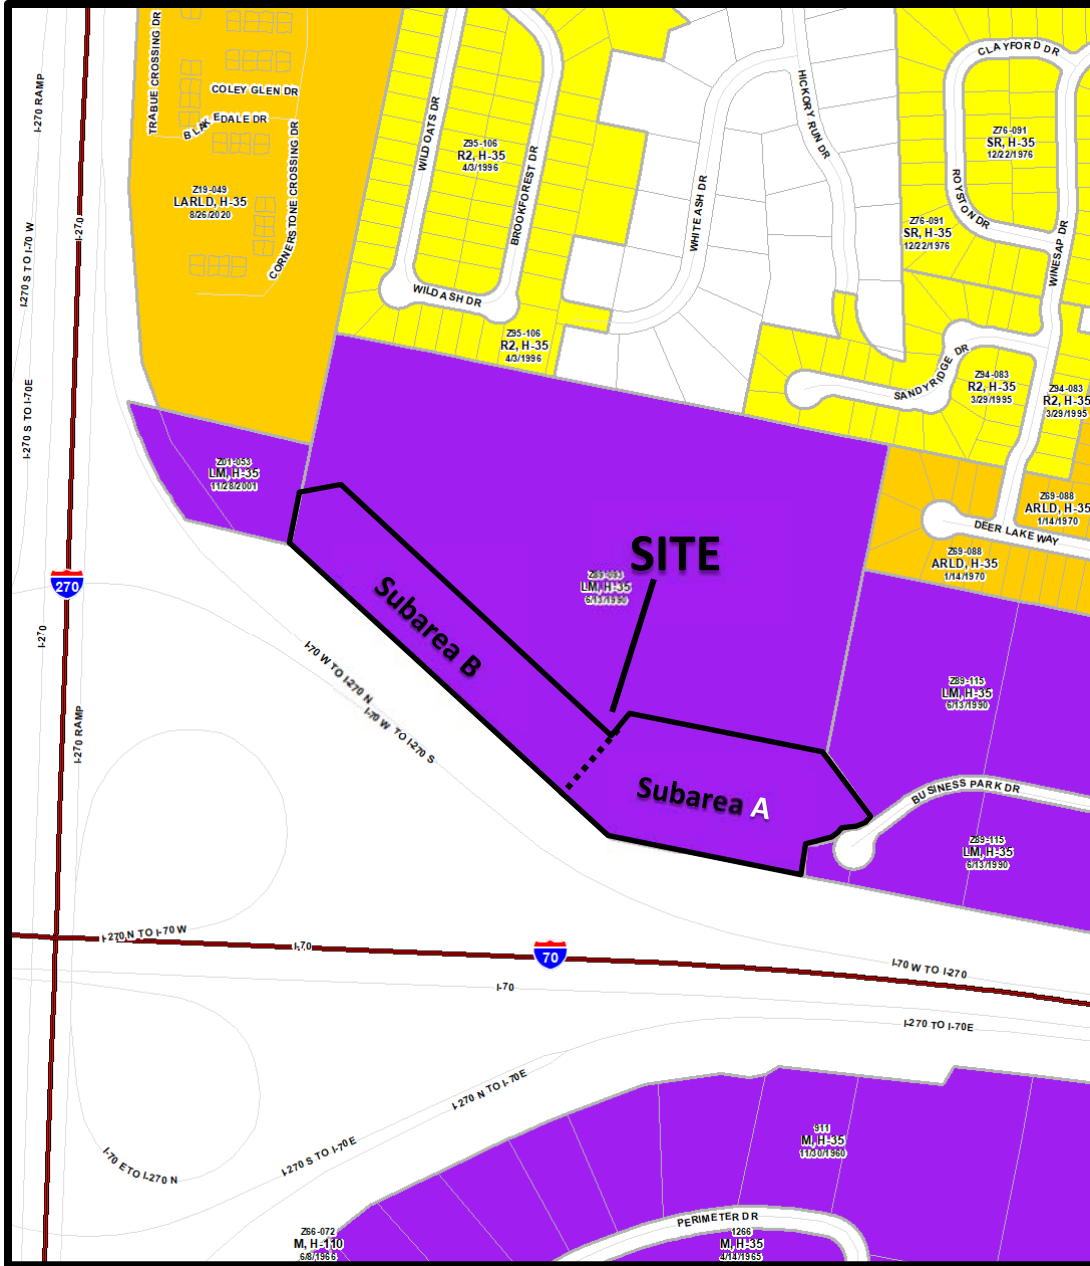 TRABUE CROSSING DR
COLEY GLEN DR
BLAKEDALE DR
CORNERSTONE CROSSING DR
Z19-049
LARLD, H-35
8/26/2020
I-270 RAMP
I-270
I-270 S TO I-70 W
I-270 S TO I-70E
WILD OATS DR
Z95-106
R2, H-35
4/3/1996
BROOKFOREST DR
WILD ASH DR
Z95-106
R2, H-35
4/3/1996
WHITE ASH DR
HICKORY RUN DR
CLAYFORD DR
Z76-091
SR, H-35
12/22/1976
ROYSTON DR
Z76-091
SR, H-35
12/22/1976
WINESAP DR
SANDYRIDGE DR
Z94-083
R2, H-35
3/29/1995
Z94-083
R2, H-35
3/29/1995
Z69-088
ARLD, H-35
1/14/1970
DEER LAKE WAY
Z69-088
ARLD, H-35
1/14/1970
Z01-053
LM, H-35
11/28/2001
SITE
LM, H-35
6/13/1990
Subarea B
270
I-270
I-70 W TO I-270 N
I-70 W TO I-270 S
I-270 RAMP
Z89-115
LM, H-35
6/13/1990
BUSINESS PARK DR
Subarea A
Z89-115
LM, H-35
6/13/1990
I-270 N TO I-70 W
I-70
70
I-70
I-70 W TO I-270
I-270 TO I-70E
I-270 N TO I-70E
I-270 S TO I-70E
I-70 E TO I-270 N
911
M, H-35
11/30/1960
PERIMETER DR
1266
M, H-35
4/14/1965
Z66-072
M, H-110
6/8/1966